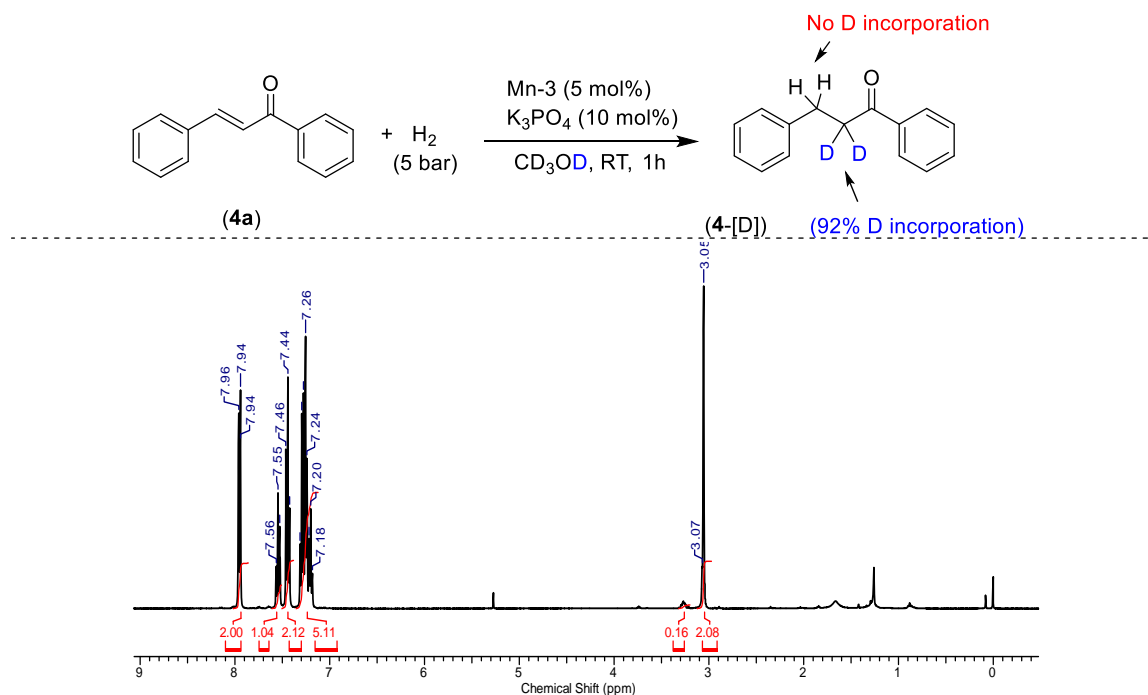 No D incorporation
O
H
H
O
Mn-3 (5 mol%)
K3PO4 (10 mol%)
+ H2
(5 bar)
CD3OD, RT, 1h
D D
(4a)
(4-[D])
(92% D incorporation)
7.96
7.94
7.94
7.56
7.55
7.46
7.44
7.26
7.24
7.20
7.18
3.07
3.05
2.00 1.04 2.12 5.11 0.16 2.08
9 8 7 6 5 4 3 2 1 0
Chemical Shift (ppm)